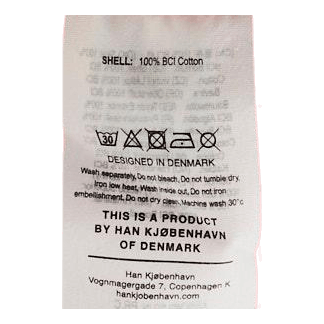 SHELL: 100% BCI Cotton
30
DESIGNED IN DENMARK
Wash separately, Do not bleach, Do not tumble dry,
Iron low heat, Wash inside out, Do not iron
embellishment, Do not dry clean, Machine wash 30°c
THIS IS A PRODUCT
BY HAN KJØBENHAVN
OF DENMARK
Han Kjøbenhavn
Vognmagergade 7, Copenhagen K
hankjobenhavn.com